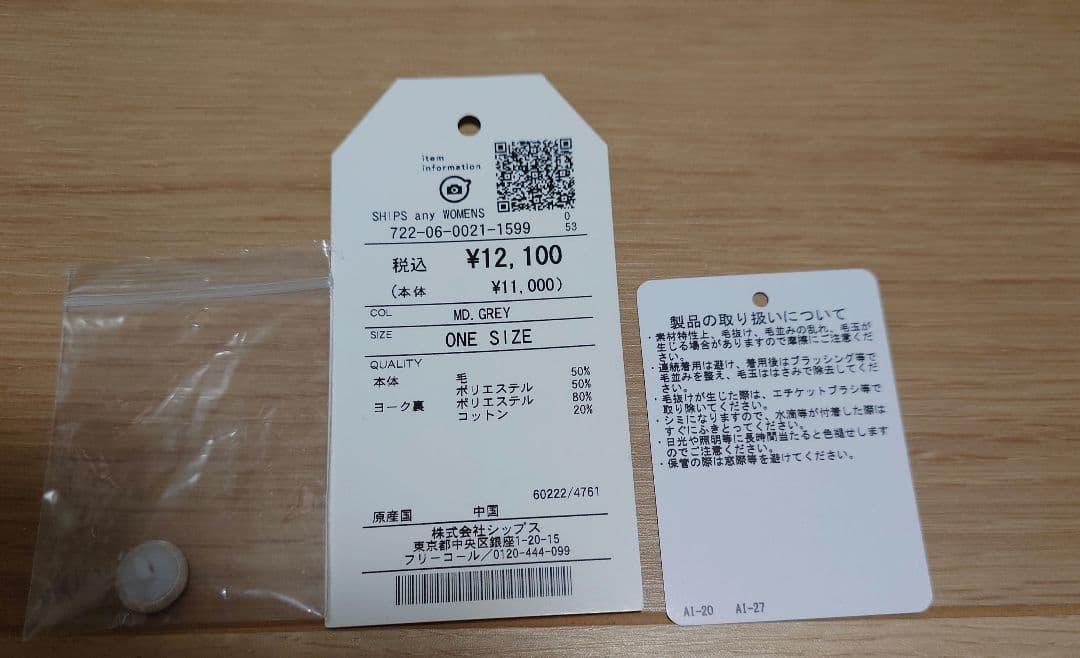 item
information
SHIPS any WOMENS
0
722-06-0021-1599
53
税込 ¥12,100
(本体 ¥11,000)
COL MD. GREY
SIZE ONE SIZE
QUALITY
本体 毛 50%
ポリエステル 50%
ヨーク裏 ポリエステル 80%
コットン 20%
60222/4761
原産国 中国
株式会社シップス
東京都中央区銀座1-20-15
フリーコール/0120-444-099
製品の取り扱いについて
・素材特性上、毛抜け、毛並みの乱れ、毛玉が
生じる場合がありますので摩擦にご注意くだ
さい。
・連続着用は避け、着用後はブラッシング等で
毛並みを整え、毛玉ははさみで除去してくだ
さい。
・毛抜けが生じた際は、エチケットブラシ等で
取り除いてください。
・シミになりますので、水滴等が付着した際は
すぐにふきとってください。
・日光や照明等に長時間当たると色褪せします
のでご注意ください。
・保管の際は窓際等を避けてください。
AI-20 AI-27